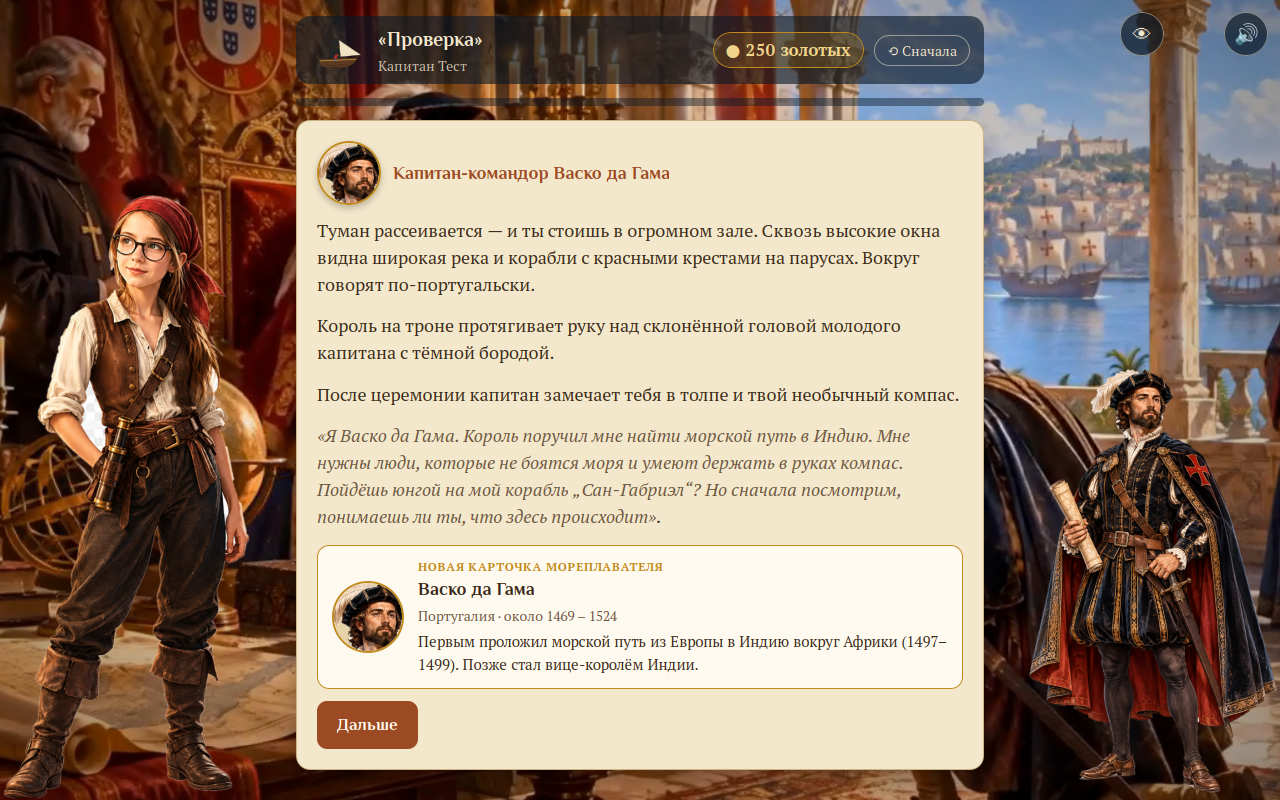 «Проверка»
Капитан Тест
250 золотых
⟲ Сначала
Капитан-командор Васко да Гама
Туман рассеивается — и ты стоишь в огромном зале. Сквозь высокие окна
видна широкая река и корабли с красными крестами на парусах. Вокруг
говорят по-португальски.
Король на троне протягивает руку над склонённой головой молодого
капитана с тёмной бородой.
После церемонии капитан замечает тебя в толпе и твой необычный компас.
«Я Васко да Гама. Король поручил мне найти морской путь в Индию. Мне
нужны люди, которые не боятся моря и умеют держать в руках компас.
Пойдёшь юнгой на мой корабль „Сан-Габриэл“? Но сначала посмотрим,
понимаешь ли ты, что здесь происходит».
НОВАЯ КАРТОЧКА МОРЕПЛАВАТЕЛЯ
Васко да Гама
Португалия · около 1469 – 1524
Первым проложил морской путь из Европы в Индию вокруг Африки (1497–
1499). Позже стал вице-королём Индии.
Дальше